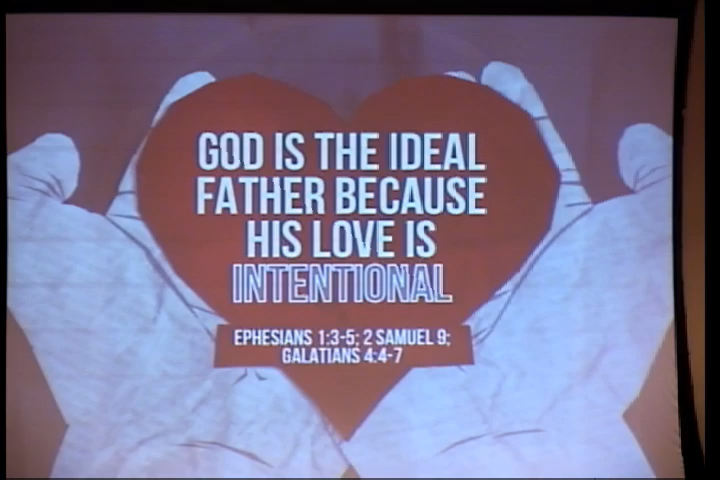 GOD IS THE IDEAL
FATHER BECAUSE
HIS LOVE IS
INTENTIONAL
EPHESIANS 1:3-5; 2 SAMUEL 9;
GALATIANS 4:4-7